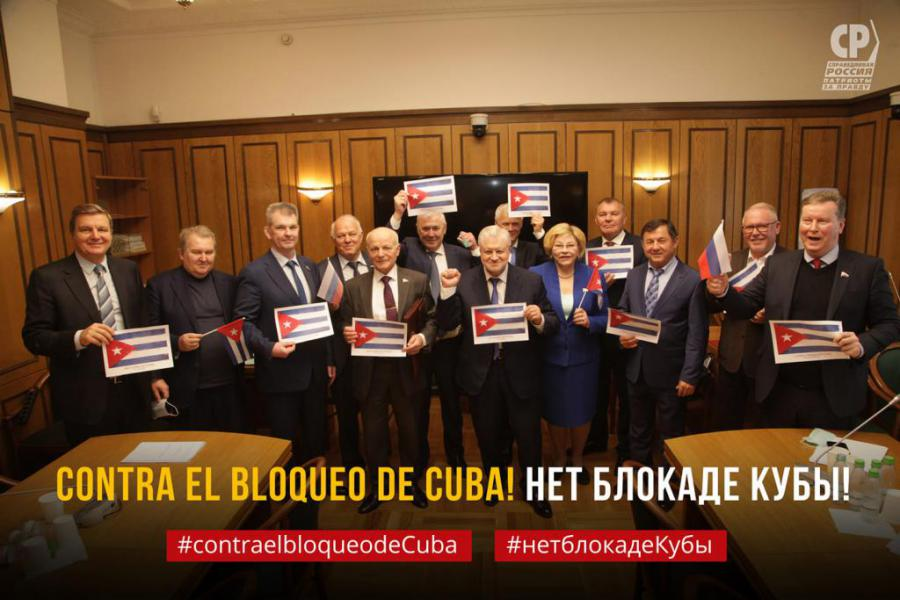 СР
СПРАВЕДЛИВАЯ
РОССИЯ
ПАТРИОТЫ
ЗА ПРАВДУ
CONTRA EL BLOQUEO DE CUBA! НЕТ БЛОКАДЕ КУБЫ!
#contraelbloqueodeCuba #нетблокадеКубы